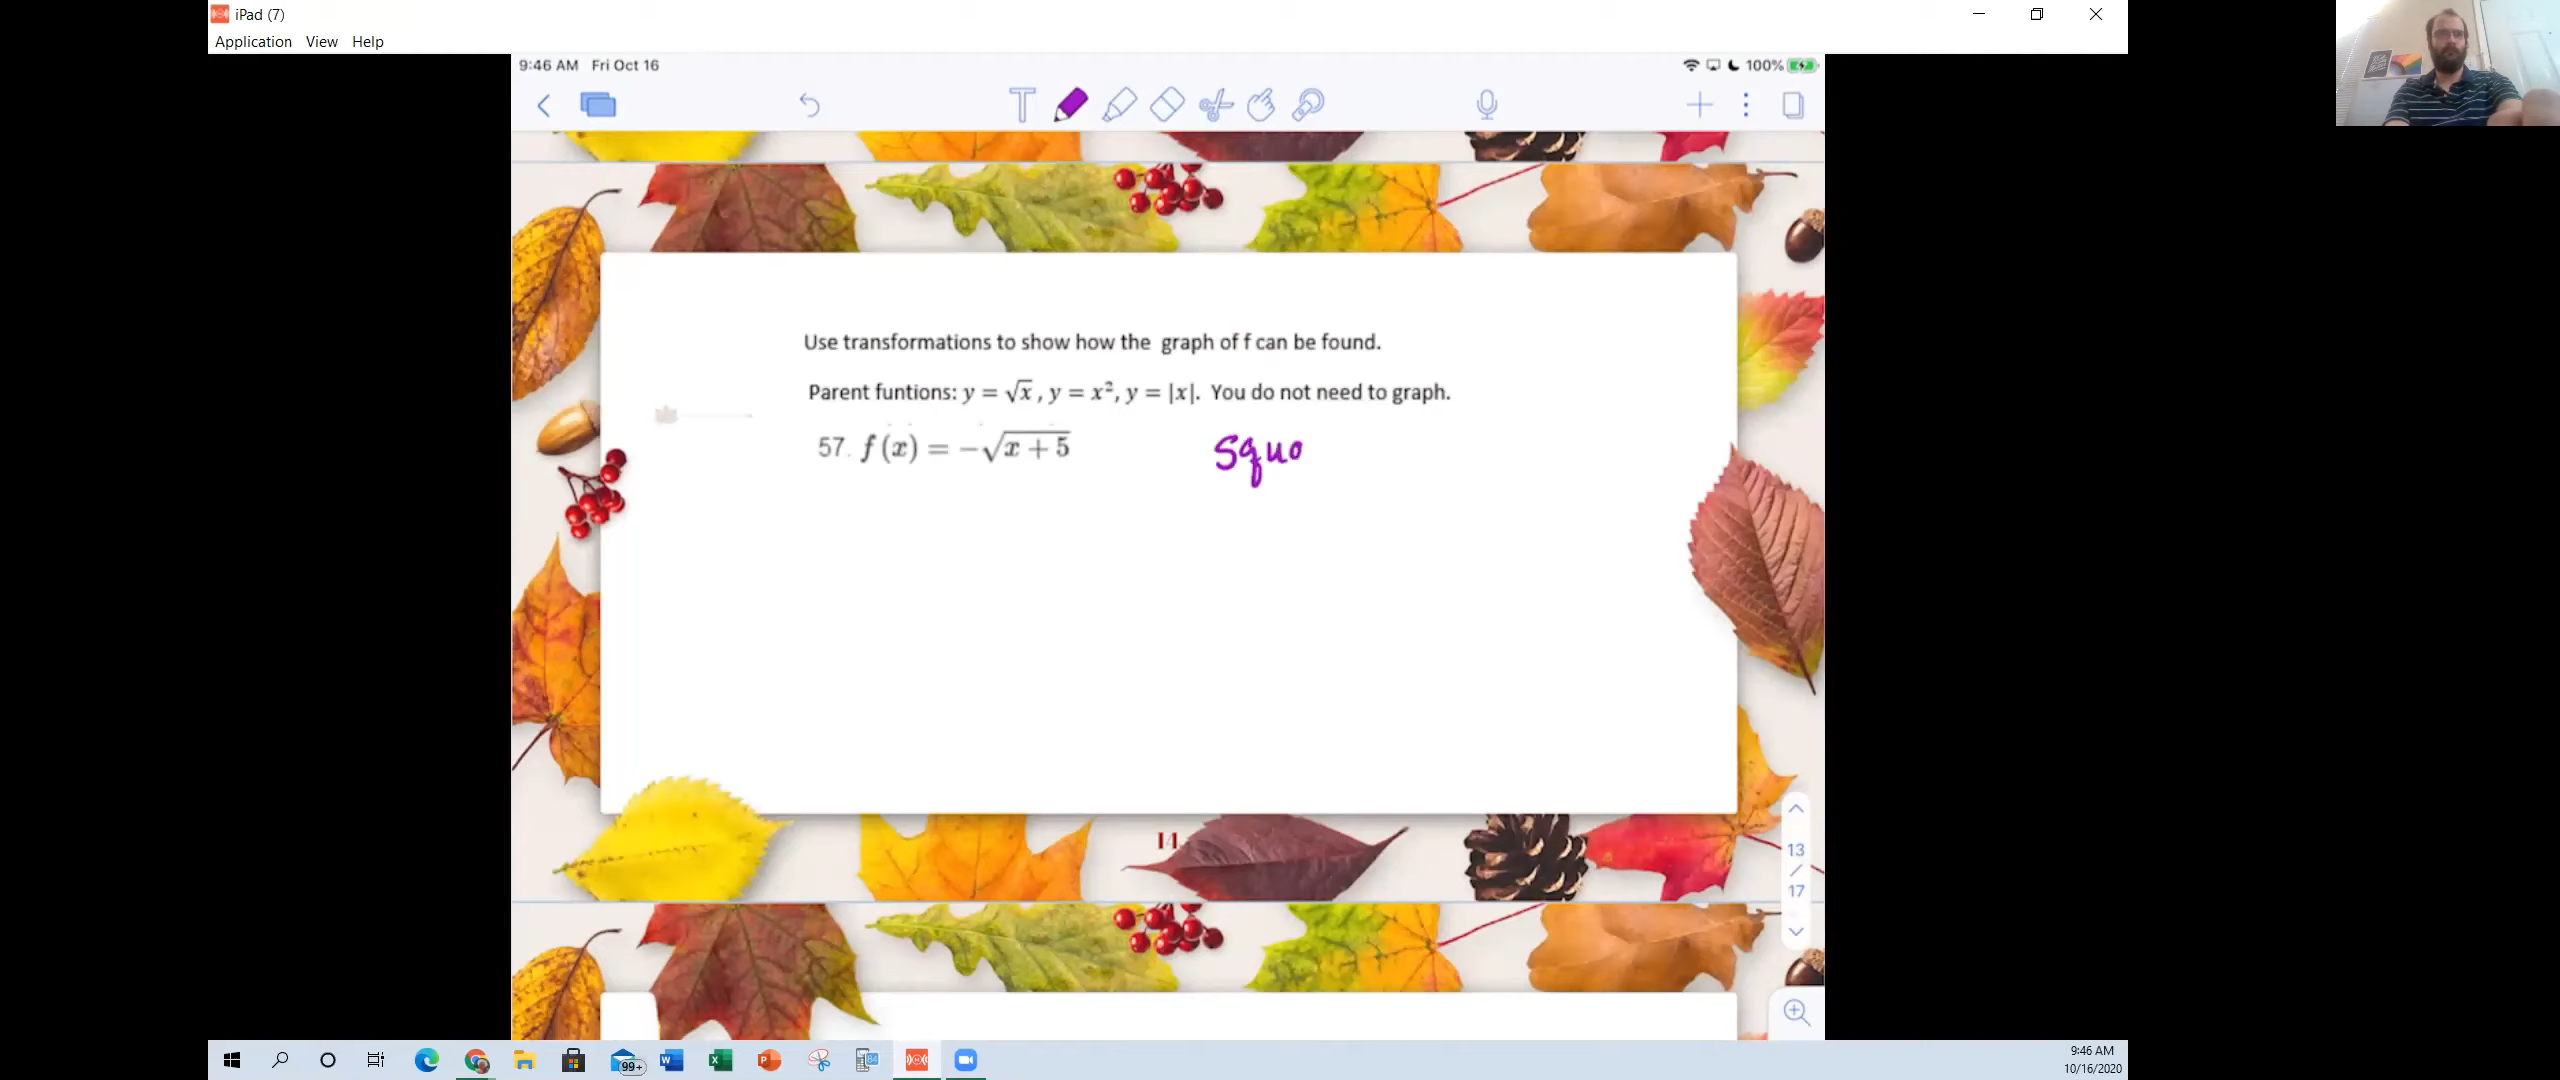 iPad (7)
Application View Help
9:46 AM Fri Oct 16 100%
T
Use transformations to show how the graph of f can be found.
Parent funtions: y = √x , y = x², y = |x|. You do not need to graph.
57. f (x) = −√(x + 5) Squa
14
13
/
17
99+
84
9:46 AM
10/16/2020